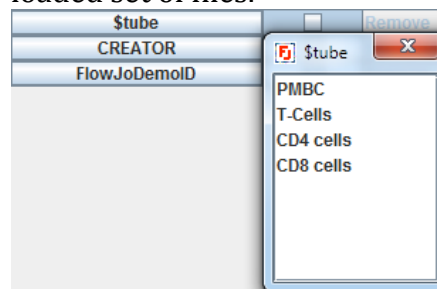 loaded set of files.
$tube Remove
CREATOR
FlowJoDemoID
$tube
PMBC
T-Cells
CD4 cells
CD8 cells